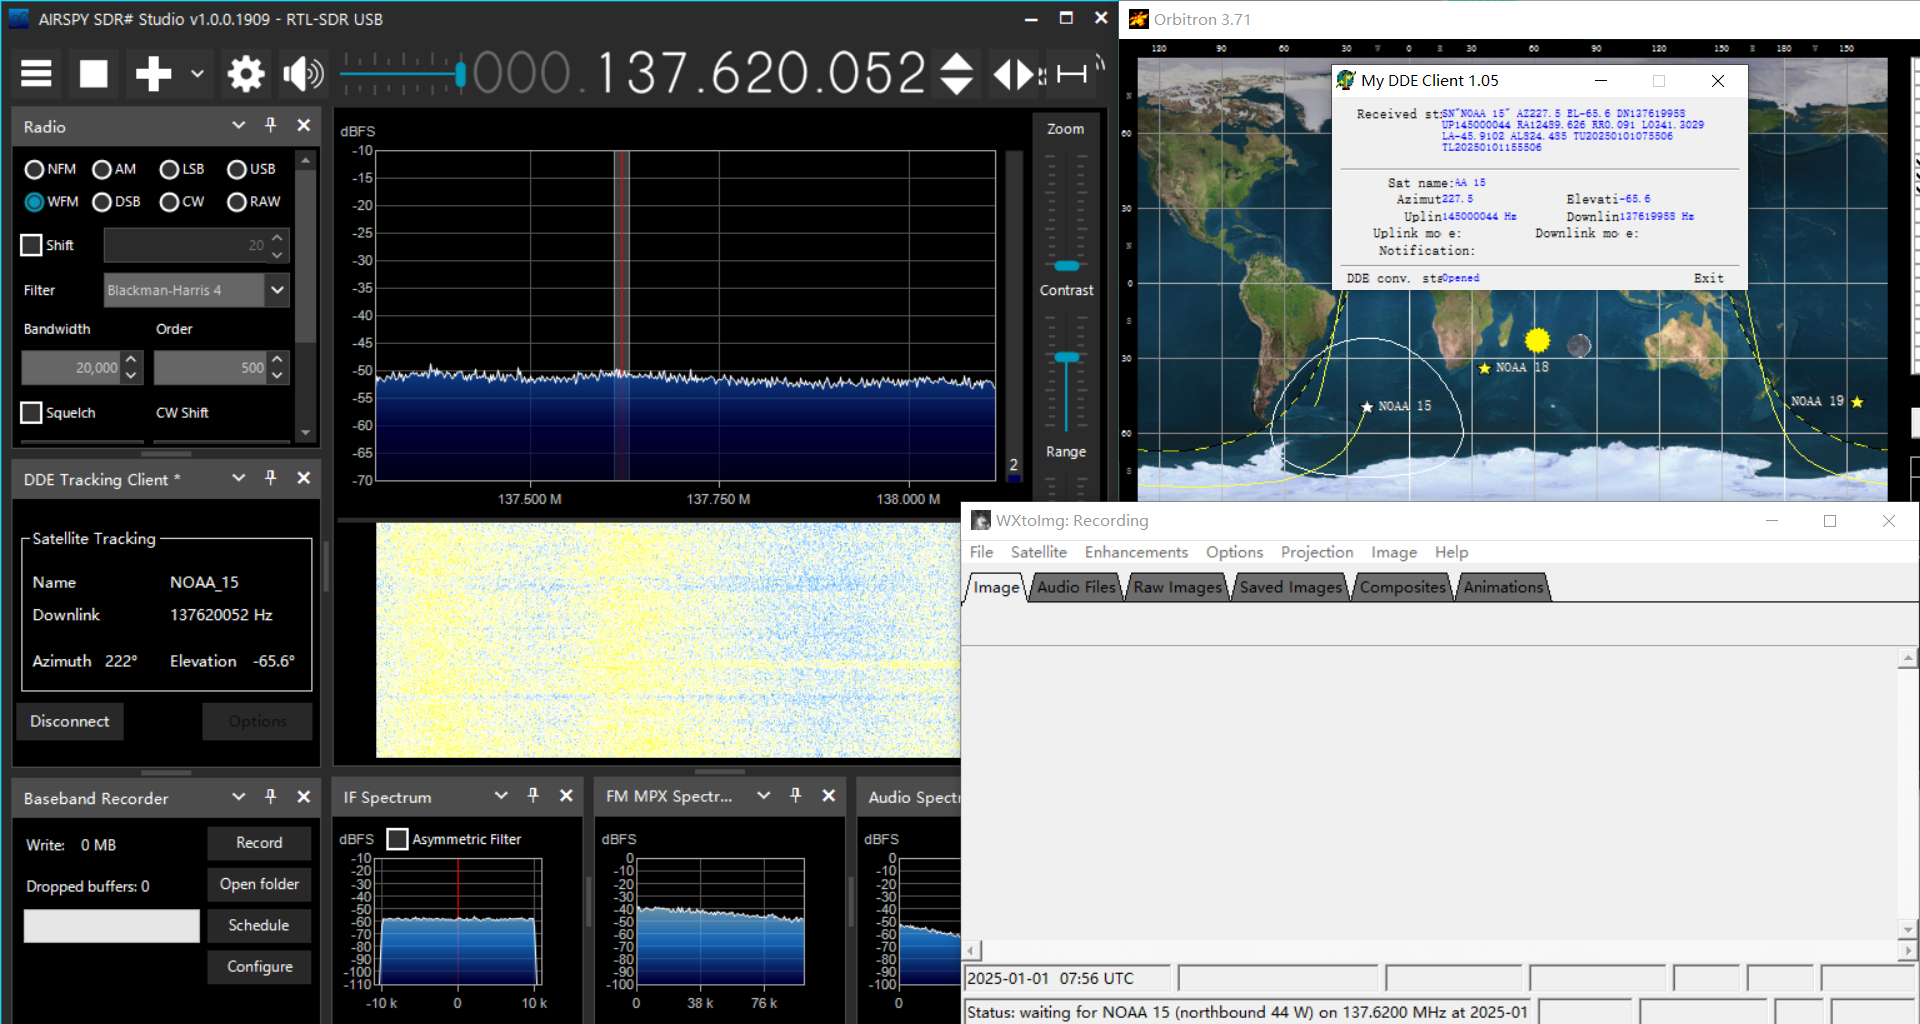 AIRSPY SDR# Studio v1.0.0.1909 - RTL-SDR USB
000.137.620.052
Radio
NFM AM LSB USB
WFM DSB CW RAW
Shift 20
Filter Blackman-Harris 4
Bandwidth Order
20,000 500
Squelch CW Shift
DDE Tracking Client *
Satellite Tracking
Name NOAA_15
Downlink 137620052 Hz
Azimuth 222° Elevation -65.6°
Disconnect Options
Baseband Recorder
Write: 0 MB Record
Dropped buffers: 0 Open folder
Schedule
Configure
dBFS
-10
-15
-20
-25
-30
-35
-40
-45
-50
-55
-60
-65
-70
137.500 M 137.750 M 138.000 M
2
Zoom
Contrast
Range
IF Spectrum
dBFS Asymmetric Filter
-10
-20
-30
-40
-50
-60
-70
-80
-90
-100
-110
-10 k 0 10 k
FM MPX Spectr...
dBFS
0
-10
-20
-30
-40
-50
-60
-70
-80
-90
-100
0 38 k 76 k
Audio Spect
dBFS
0
-10
-20
-30
-40
-50
-60
-70
-80
-90
-100
0
Orbitron 3.71
120 90 60 30 W 0 E 30 60 90 120 150 E 180 W 150
60
30
0
30
60
NOAA 18
NOAA 15
NOAA 19
My DDE Client 1.05
Received st:SN"NOAA 15" AZ227.5 EL-65.6 DN137619958
UP145000044 RA12489.626 RR0.091 LO341.3029
LA-45.9102 AL824.485 TU20250101075506
TL20250101155506
Sat name:AA 15
Azimut 227.5 Elevati -65.6
Uplin 145000044 Hz Downlin 137619958 Hz
Uplink mo e: Downlink mo e:
Notification:
DDE conv. sta Opened Exit
WXtoImg: Recording
File Satellite Enhancements Options Projection Image Help
Image Audio Files Raw Images Saved Images Composites Animations
2025-01-01 07:56 UTC
Status: waiting for NOAA 15 (northbound 44 W) on 137.6200 MHz at 2025-01